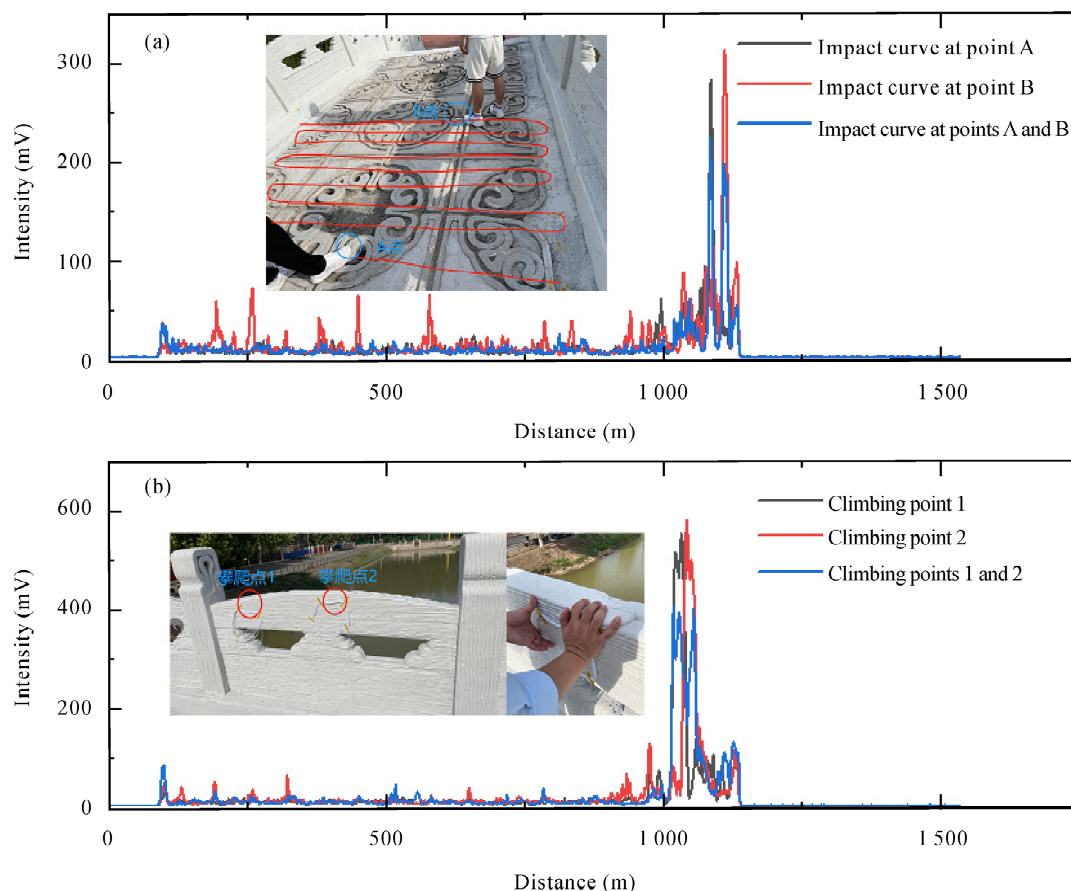 (a)
Impact curve at point A
Impact curve at point B
Impact curve at points A and B
Intensity (mV)
300
200
100
0
A点
0
500
1 000
1 500
Distance (m)
(b)
Climbing point 1
Climbing point 2
Climbing points 1 and 2
Intensity (mV)
600
400
200
0
攀爬点1
攀爬点2
0
500
1 000
1 500
Distance (m)